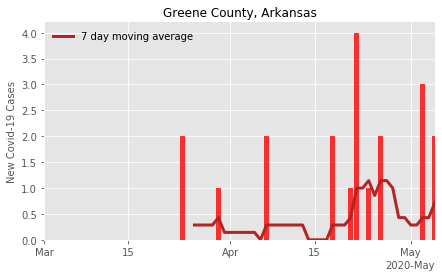 Greene County, Arkansas
7 day moving average
New Covid-19 Cases
4.0
3.5
3.0
2.5
2.0
1.5
1.0
0.5
0.0
Mar 15 Apr 15 May
2020-May